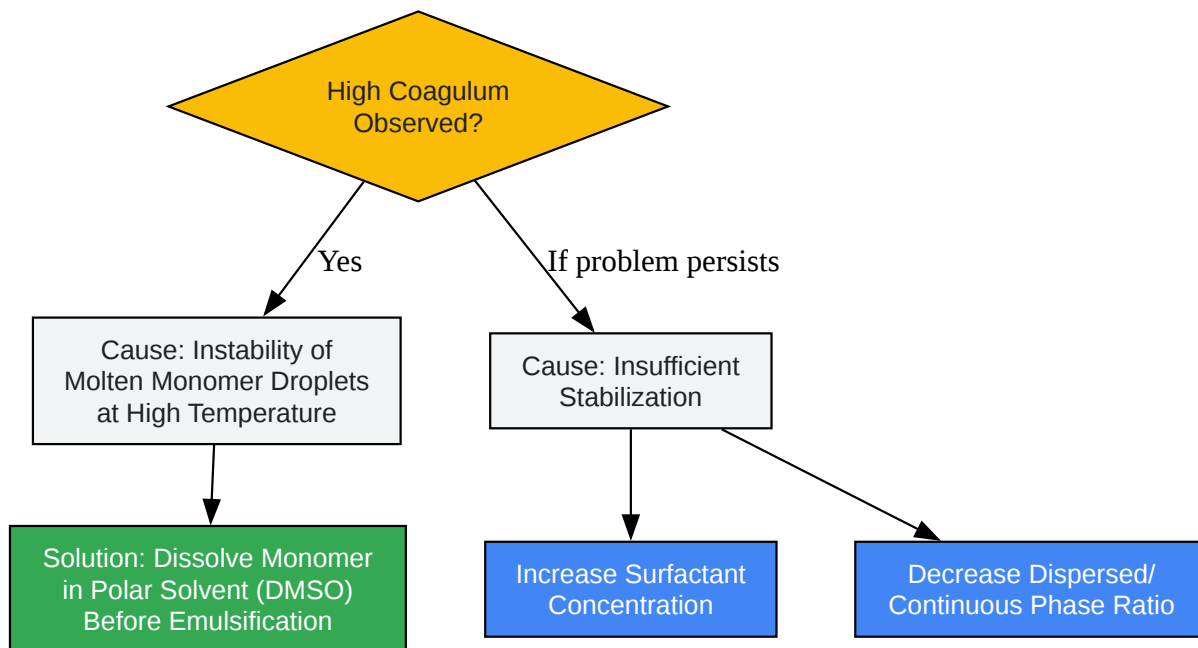 High Coagulum
Observed?
Yes
If problem persists
Cause: Instability of
Molten Monomer Droplets
at High Temperature
Cause: Insufficient
Stabilization
Solution: Dissolve Monomer
in Polar Solvent (DMSO)
Before Emulsification
Increase Surfactant
Concentration
Decrease Dispersed/
Continuous Phase Ratio